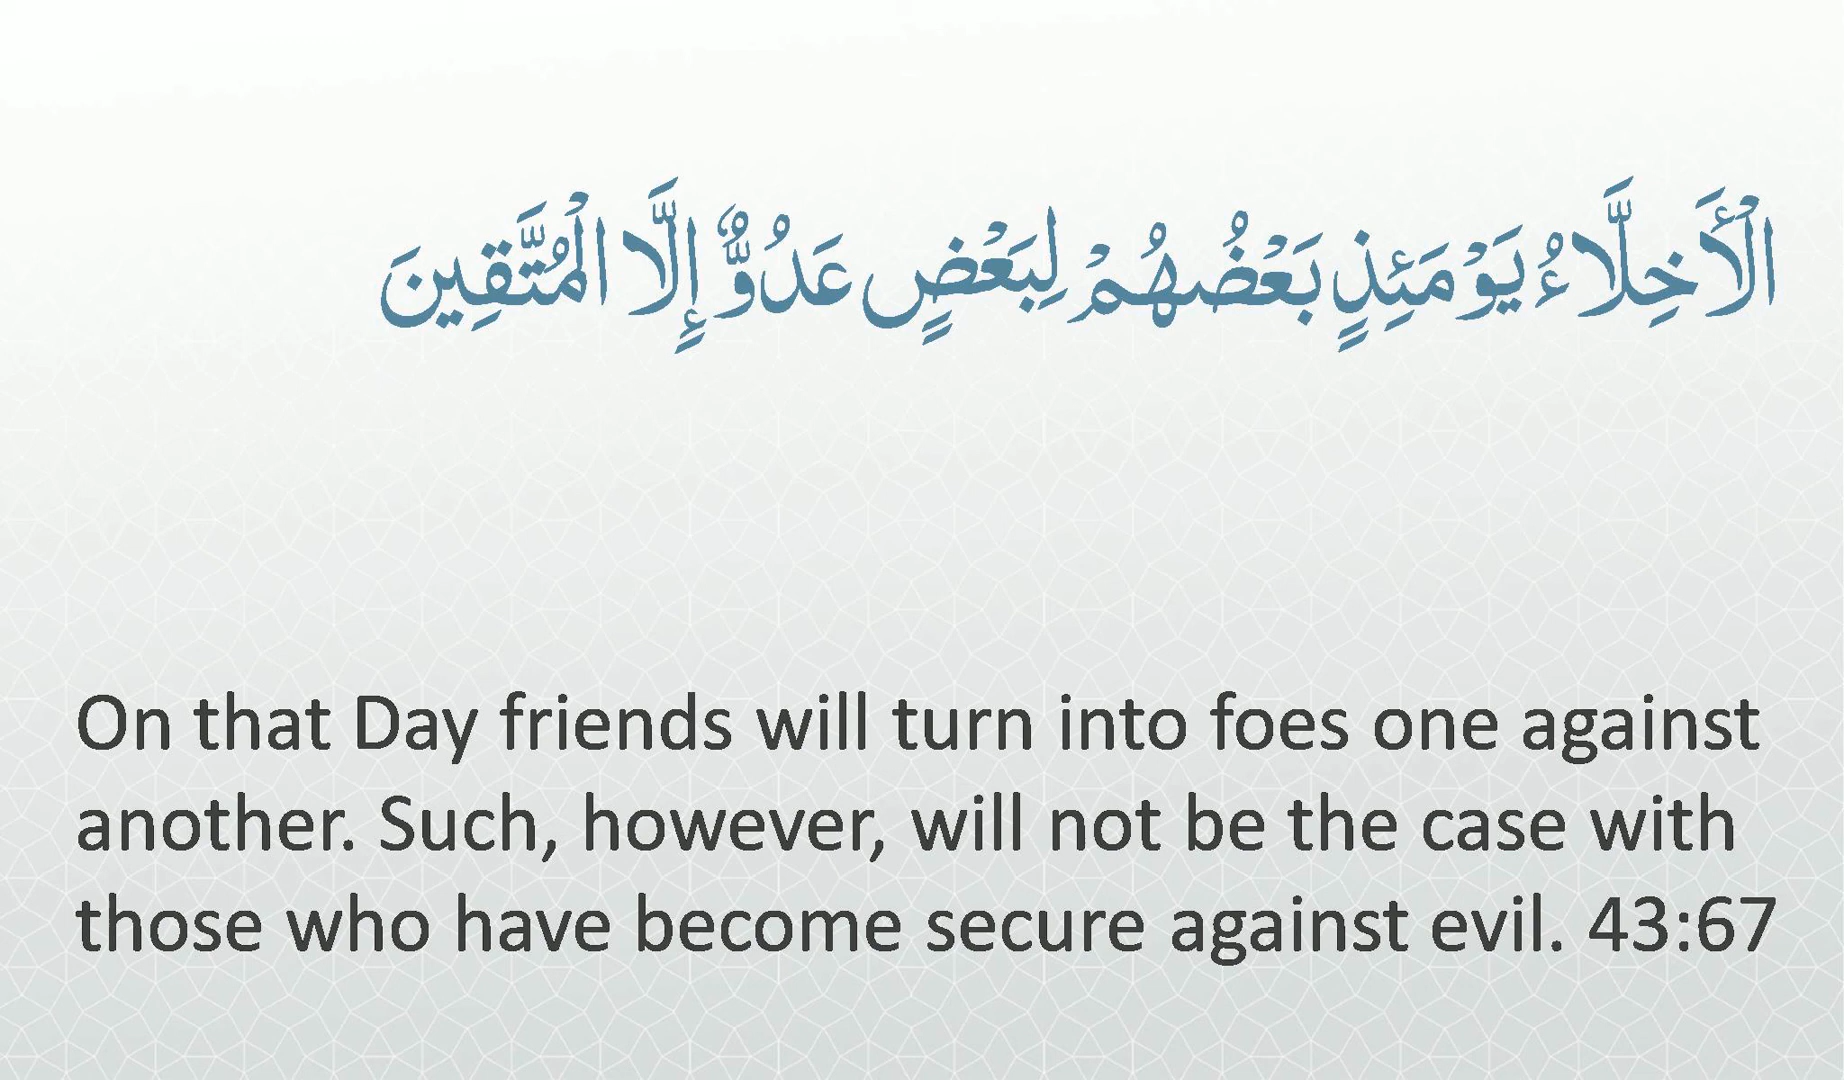 الْأَخِلَّاءُ يَوْمَئِذٍ بَعْضُهُمْ لِبَعْضٍ عَدُوٌّ إِلَّا الْمُتَّقِينَ
On that Day friends will turn into foes one against
another. Such, however, will not be the case with
those who have become secure against evil. 43:67